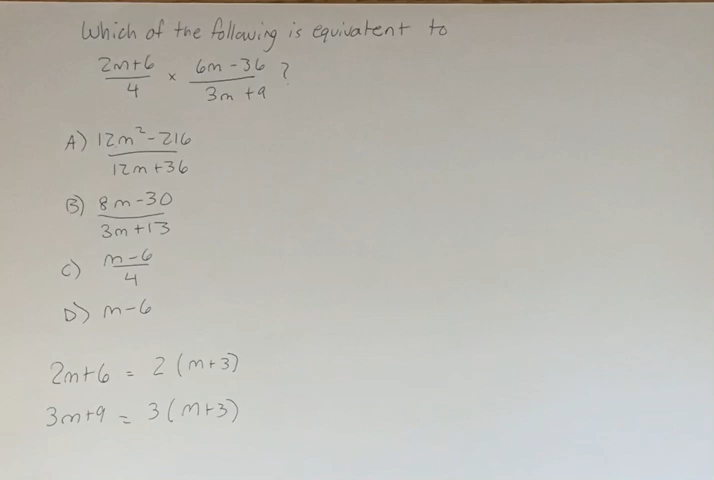 Which of the following is equivatent to
2m+6/4 × 6m-36/3m+9 ?
A) 12m²-216/12m+36
B) 8m-30/3m+13
C) m-6/4
D) m-6
2m+6 = 2(m+3)
3m+9 = 3(m+3)